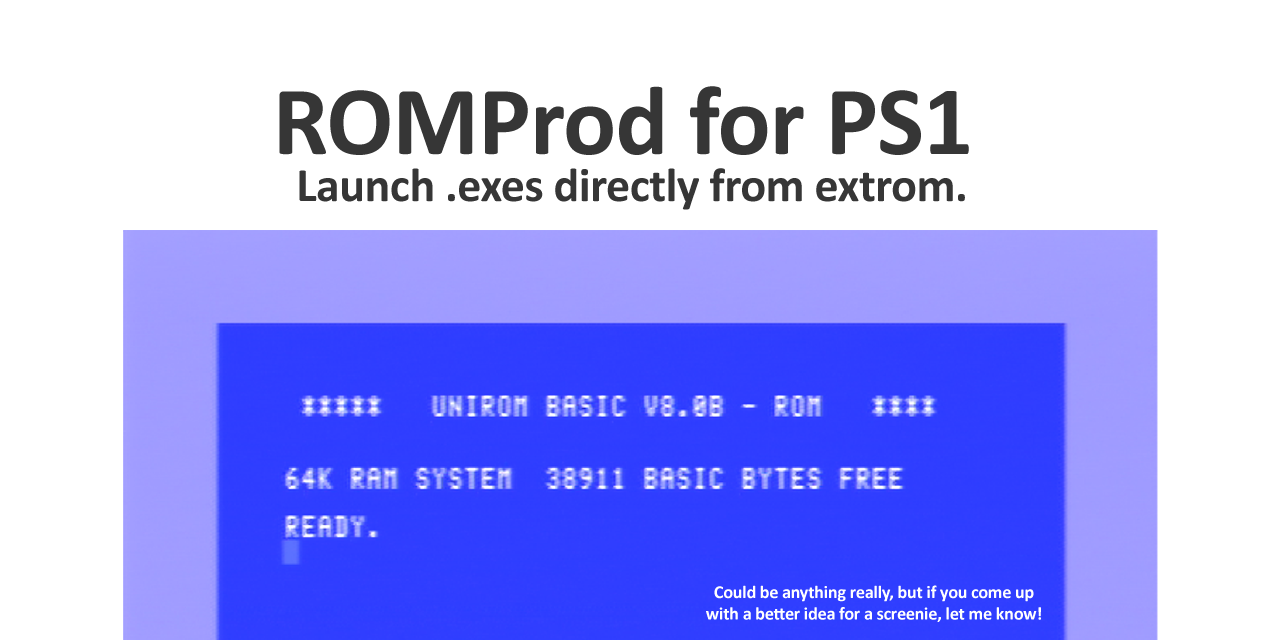 ROMProd for PS1
Launch .exes directly from extrom.
***** UNIROM BASIC V8.0B - ROM ****
64K RAM SYSTEM 38911 BASIC BYTES FREE
READY.
Could be anything really, but if you come up
with a better idea for a screenie, let me know!